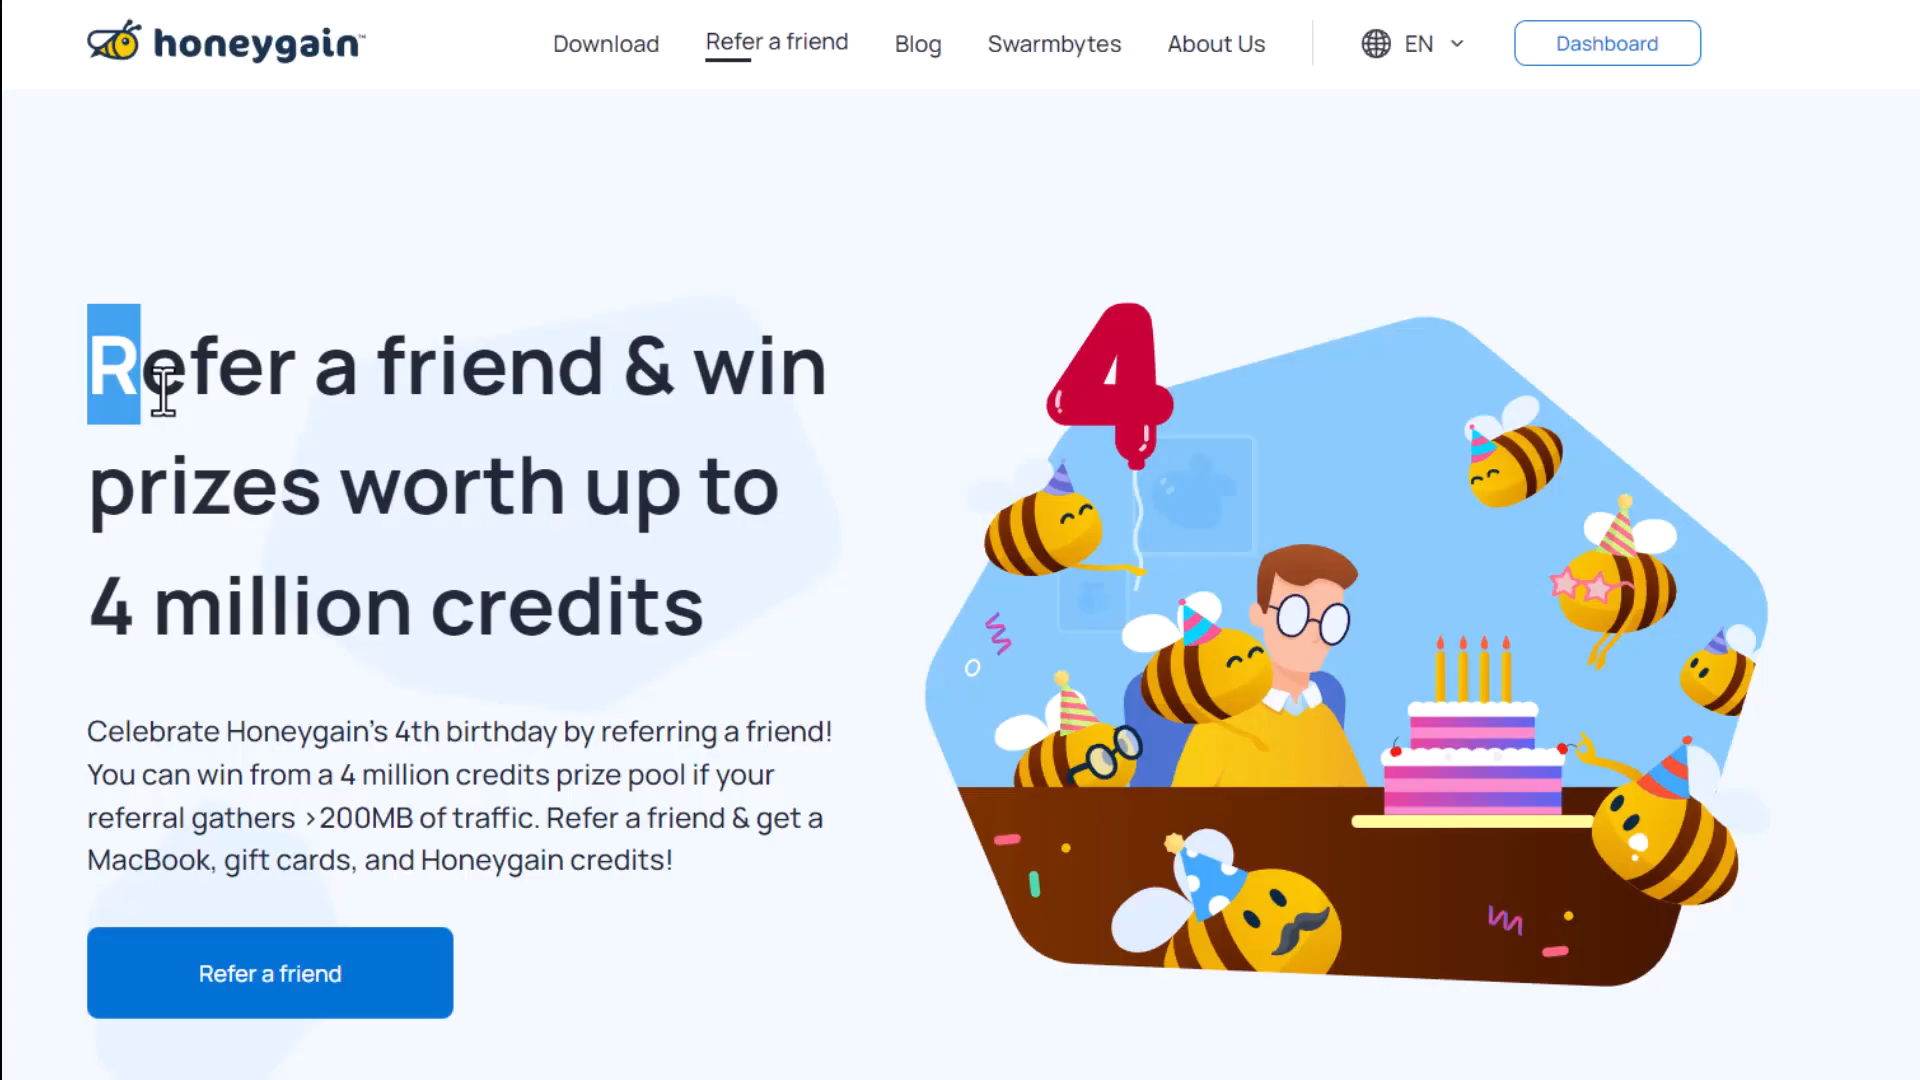 honeygain™
Download Refer a friend Blog Swarmbytes About Us EN Dashboard
Refer a friend & win
prizes worth up to
4 million credits
4
Celebrate Honeygain's 4th birthday by referring a friend!
You can win from a 4 million credits prize pool if your
referral gathers >200MB of traffic. Refer a friend & get a
MacBook, gift cards, and Honeygain credits!
Refer a friend